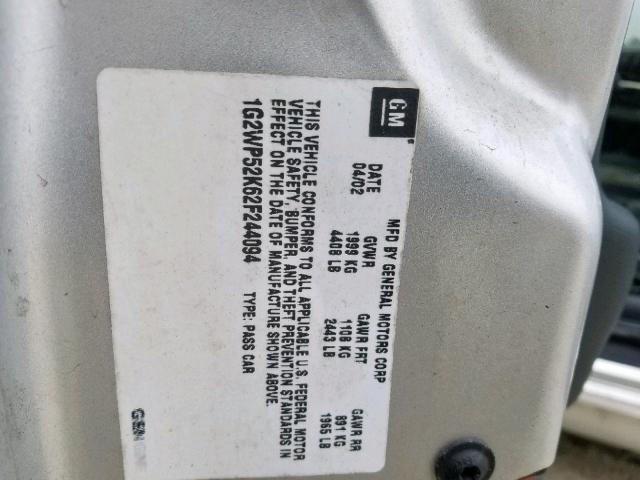 GM
MFD BY GENERAL MOTORS CORP
DATE GVWR GAWR FRT GAWR RR
04/02 1999 KG 1108 KG 891 KG
4408 LB 2443 LB 1965 LB
THIS VEHICLE CONFORMS TO ALL APPLICABLE U.S. FEDERAL MOTOR
VEHICLE SAFETY, BUMPER, AND THEFT PREVENTION STANDARDS IN
EFFECT ON THE DATE OF MANUFACTURE SHOWN ABOVE.
1G2WP52K62F244094 TYPE: PASS CAR